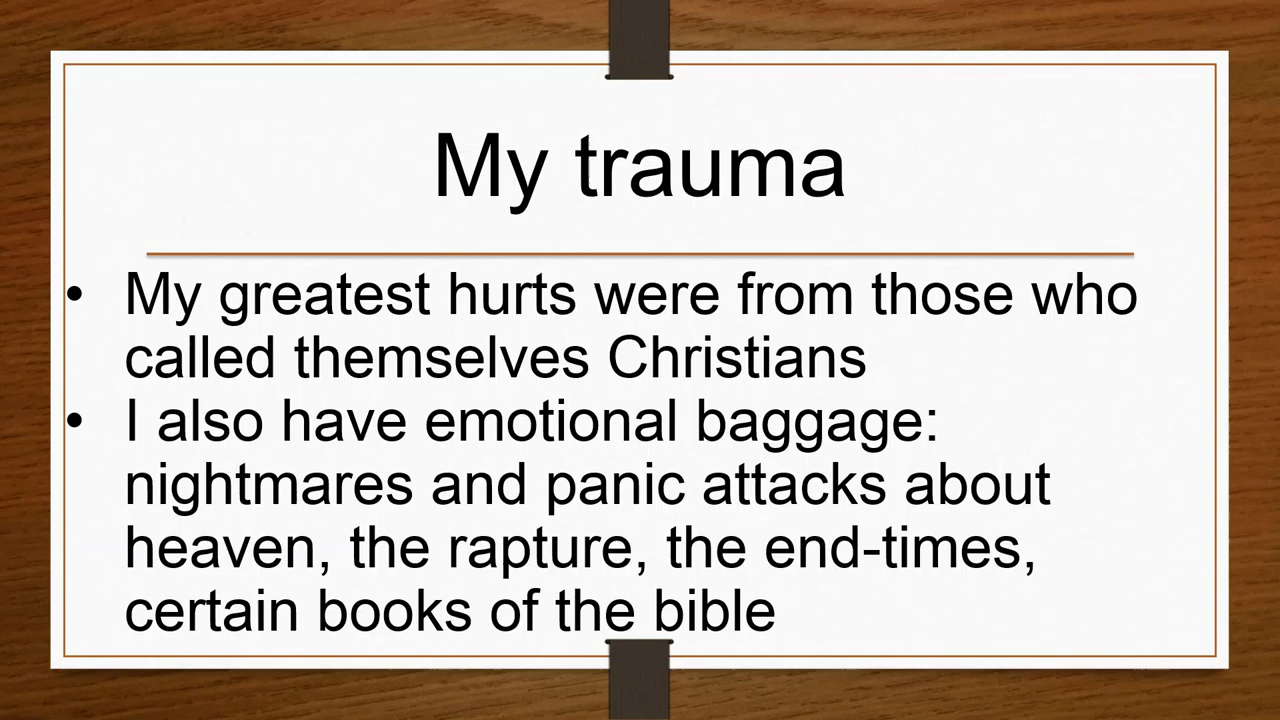 My trauma
• My greatest hurts were from those who
called themselves Christians
• I also have emotional baggage:
nightmares and panic attacks about
heaven, the rapture, the end-times,
certain books of the bible